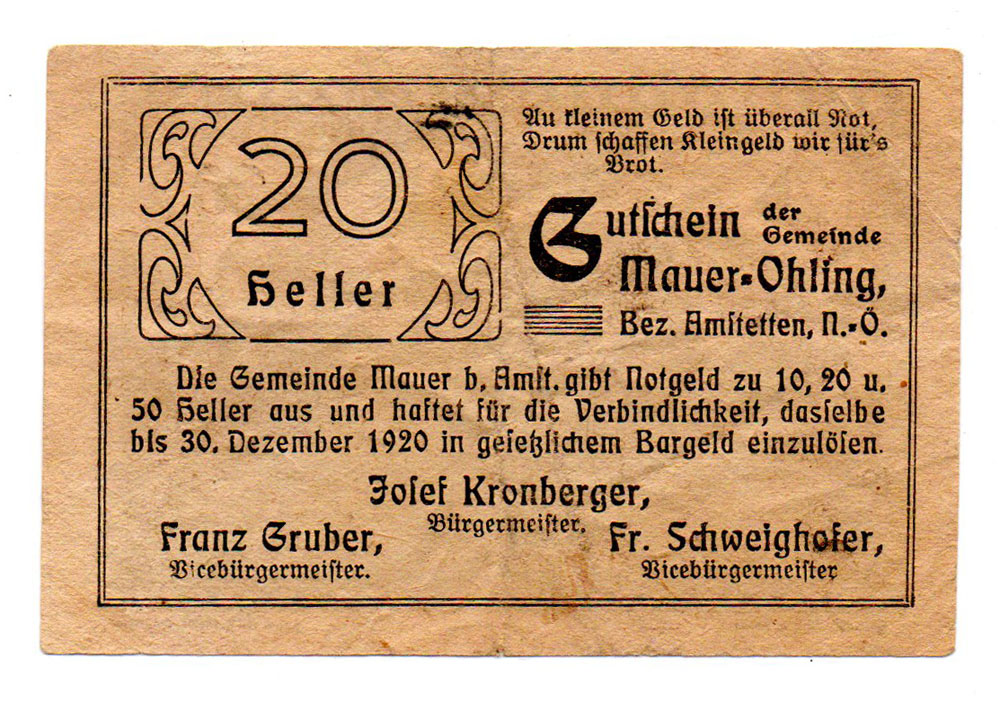 20
Heller
An kleinem Geld ist überall Not,
Drum schaffen Kleingeld wir für's
Brot.
Gutschein der
Gemeinde
Mauer=Ohling,
Bez. Amstetten, N.=Ö.
Die Gemeinde Mauer b. Amst. gibt Notgeld zu 10, 20 u.
50 Heller aus und haftet für die Verbindlichkeit, dasselbe
bis 30. Dezember 1920 in gesetzlichem Bargeld einzulösen.
Josef Kronberger,
Bürgermeister.
Franz Gruber,
Vicebürgermeister.
Fr. Schweighofer,
Vicebürgermeister